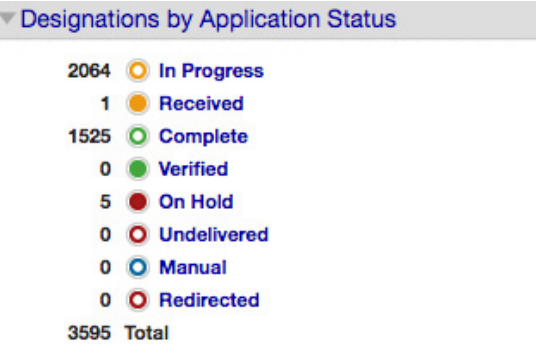 Designations by Application Status
2064 In Progress
1 Received
1525 Complete
0 Verified
5 On Hold
0 Undelivered
0 Manual
0 Redirected
3595 Total